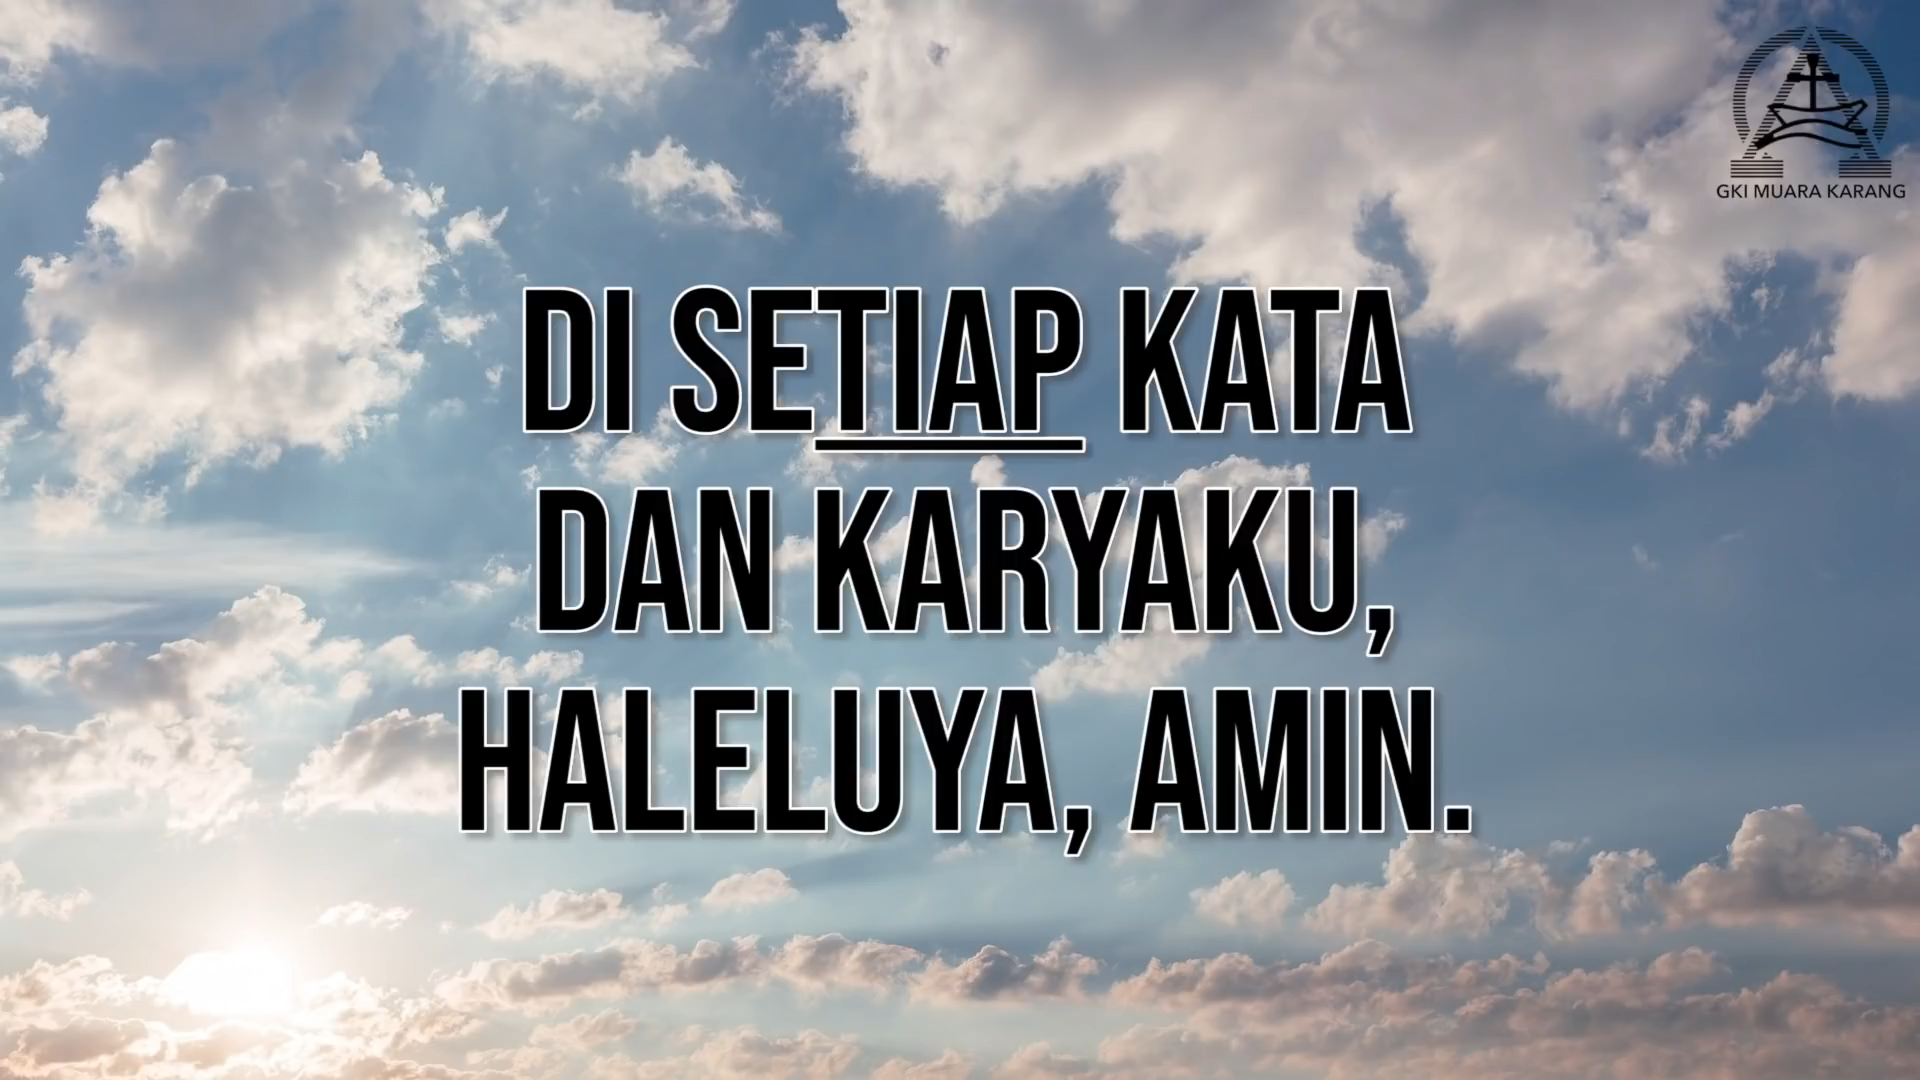 GKI MUARA KARANG
DI SETIAP KATA
DAN KARYAKU,
HALELUYA, AMIN.